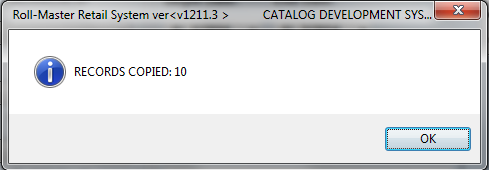 Roll-Master Retail System ver<v1211.3 > CATALOG DEVELOPMENT SYS...
RECORDS COPIED: 10
OK